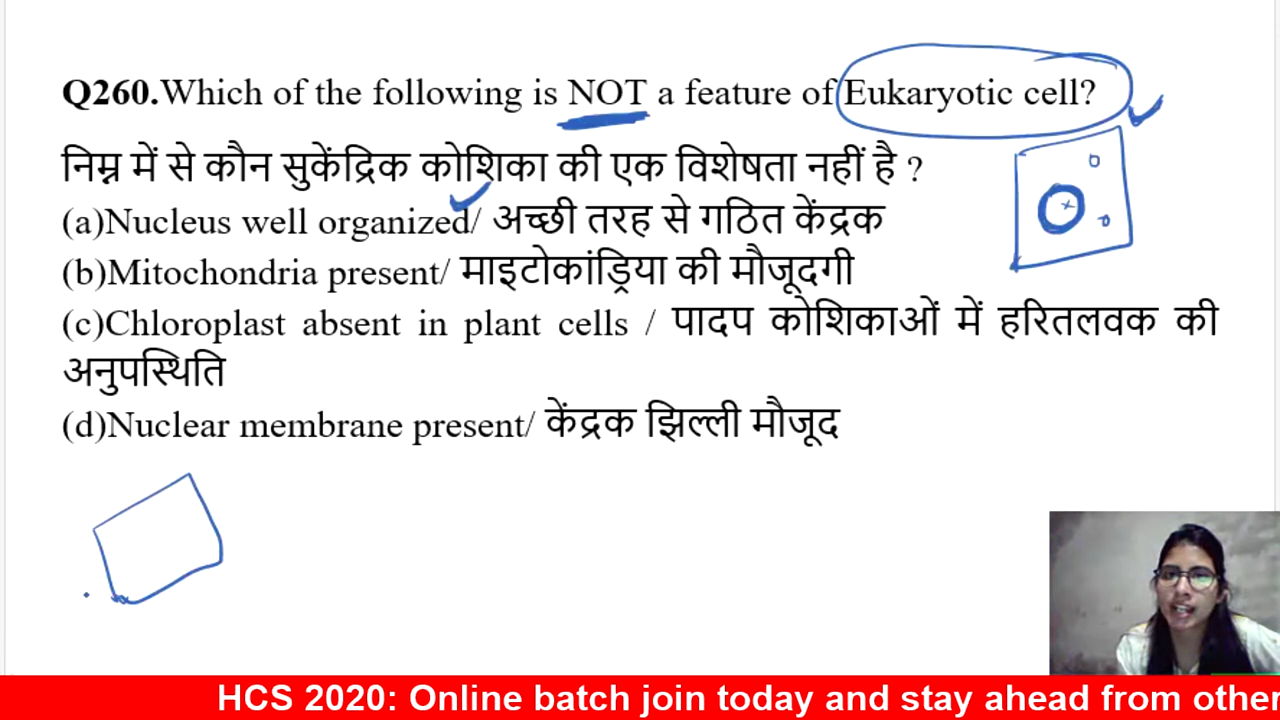 Q260.Which of the following is NOT a feature of Eukaryotic cell?
निम्न में से कौन सुकेंद्रिक कोशिका की एक विशेषता नहीं है ?
(a)Nucleus well organized/ अच्छी तरह से गठित केंद्रक
(b)Mitochondria present/ माइटोकांड्रिया की मौजूदगी
(c)Chloroplast absent in plant cells / पादप कोशिकाओं में हरितलवक की
अनुपस्थिति
(d)Nuclear membrane present/ केंद्रक झिल्ली मौजूद
HCS 2020: Online batch join today and stay ahead from other